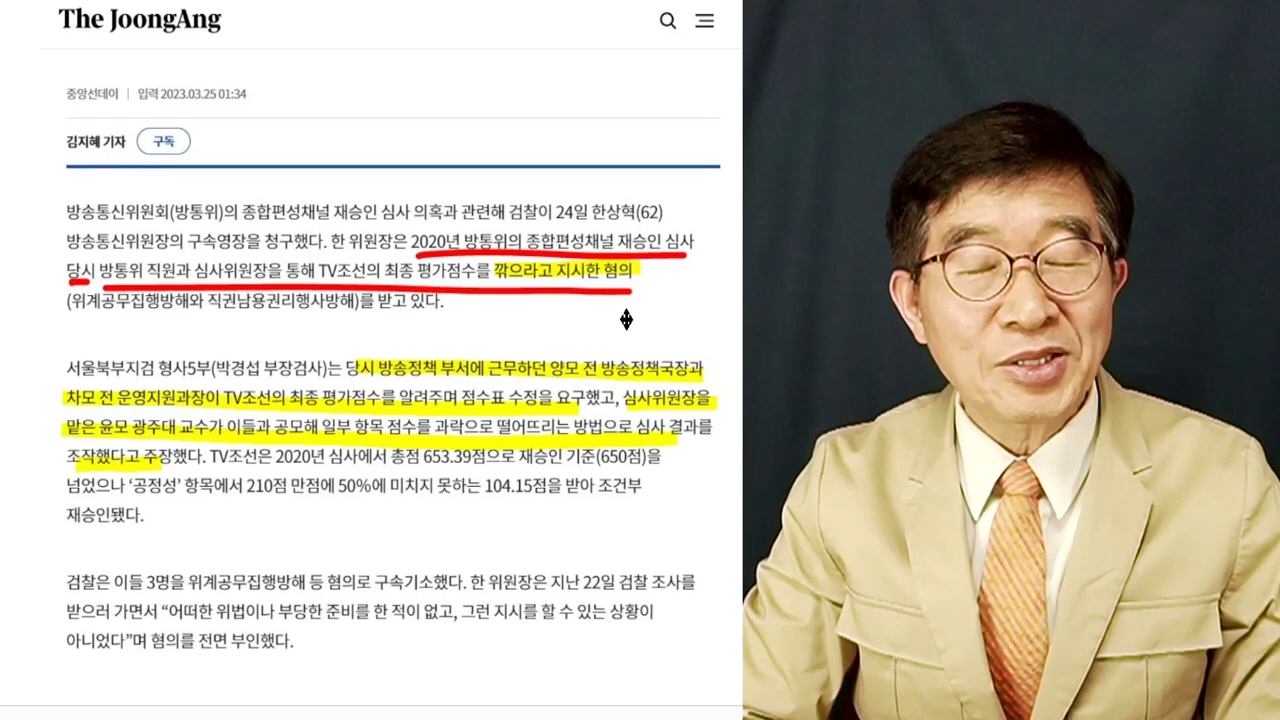 The JoongAng
중앙선데이 | 입력 2023.03.25 01:34
김지혜 기자 구독
방송통신위원회(방통위)의 종합편성채널 재승인 심사 의혹과 관련해 검찰이 24일 한상혁(62)
방송통신위원장의 구속영장을 청구했다. 한 위원장은 2020년 방통위의 종합편성채널 재승인 심사
당시 방통위 직원과 심사위원장을 통해 TV조선의 최종 평가점수를 깎으라고 지시한 혐의
(위계공무집행방해와 직권남용권리행사방해)를 받고 있다.
서울북부지검 형사5부(박경섭 부장검사)는 당시 방송정책 부서에 근무하던 양모 전 방송정책국장과
차모 전 운영지원과장이 TV조선의 최종 평가점수를 알려주며 점수표 수정을 요구했고, 심사위원장을
맡은 윤모 광주대 교수가 이들과 공모해 일부 항목 점수를 과락으로 떨어뜨리는 방법으로 심사 결과를
조작했다고 주장했다. TV조선은 2020년 심사에서 총점 653.39점으로 재승인 기준(650점)을
넘었으나 ‘공정성’ 항목에서 210점 만점에 50%에 미치지 못하는 104.15점을 받아 조건부
재승인됐다.
검찰은 이들 3명을 위계공무집행방해 등 혐의로 구속기소했다. 한 위원장은 지난 22일 검찰 조사를
받으러 가면서 “어떠한 위법이나 부당한 준비를 한 적이 없고, 그런 지시를 할 수 있는 상황이
아니었다”며 혐의를 전면 부인했다.